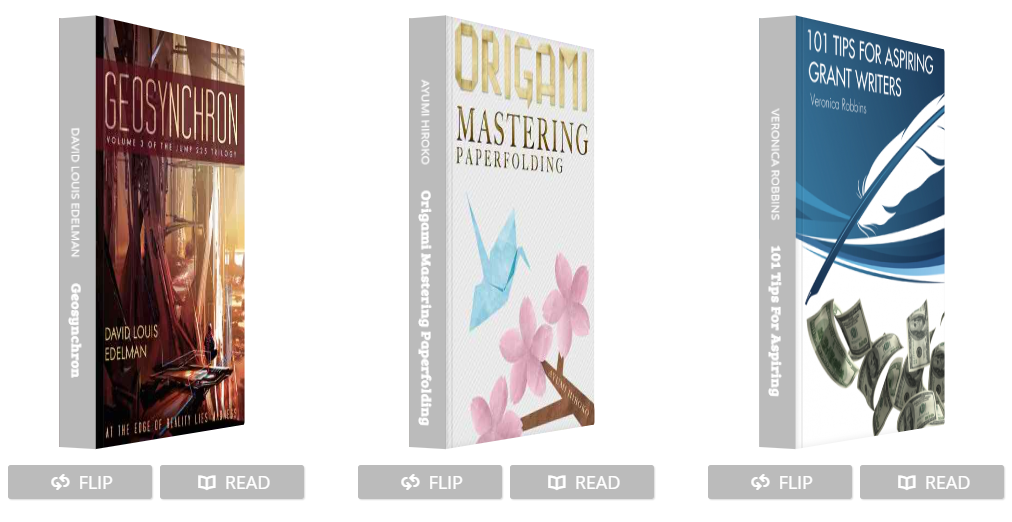 DAVID LOUIS EDELMAN
Geosynchron
GEOSYNCHRON
VOLUME 3 OF THE JUMP 225 TRILOGY
DAVID LOUIS
EDELMAN
AT THE EDGE OF REALITY LIES MADNESS
FLIP
READ
AYUMI HIROKO
Origami Mastering Paperfolding
ORIGAMI
MASTERING
PAPERFOLDING
AYUMI HIROKO
FLIP
READ
VERONICA ROBBINS
101 Tips For Aspiring
101 TIPS FOR ASPIRING
GRANT WRITERS
Veronica Robbins
FLIP
READ